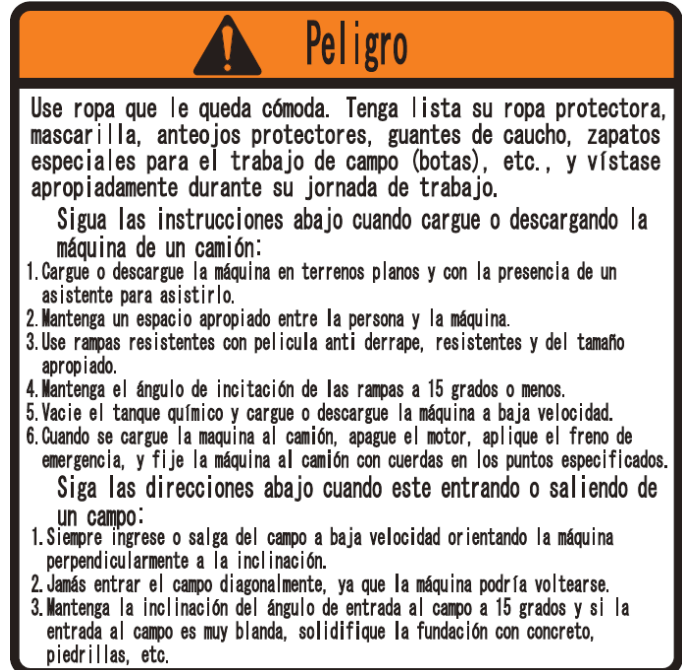 Peligro
Use ropa que le queda cómoda. Tenga lista su ropa protectora,
mascarilla, anteojos protectores, guantes de caucho, zapatos
especiales para el trabajo de campo (botas), etc., y vístase
apropiadamente durante su jornada de trabajo.
Sigua las instrucciones abajo cuando cargue o descargando la
máquina de un camión:
1. Cargue o descargue la máquina en terrenos planos y con la presencia de un
asistente para asistirlo.
2. Mantenga un espacio apropiado entre la persona y la máquina.
3. Use rampas resistentes con pelicula anti derrape, resistentes y del tamaño
apropiado.
4. Mantenga el ángulo de incitación de las rampas a 15 grados o menos.
5. Vacie el tanque químico y cargue o descargue la máquina a baja velocidad.
6. Cuando se cargue la maquina al camión, apague el motor, aplique el freno de
emergencia, y fije la máquina al camión con cuerdas en los puntos especificados.
Siga las direcciones abajo cuando este entrando o saliendo de
un campo:
1. Siempre ingrese o salga del campo a baja velocidad orientando la máquina
perpendicularmente a la inclinación.
2. Jamás entrar el campo diagonalmente, ya que la máquina podría voltearse.
3. Mantenga la inclinación del ángulo de entrada al campo a 15 grados y si la
entrada al campo es muy blanda, solidifique la fundación con concreto,
piedrillas, etc.